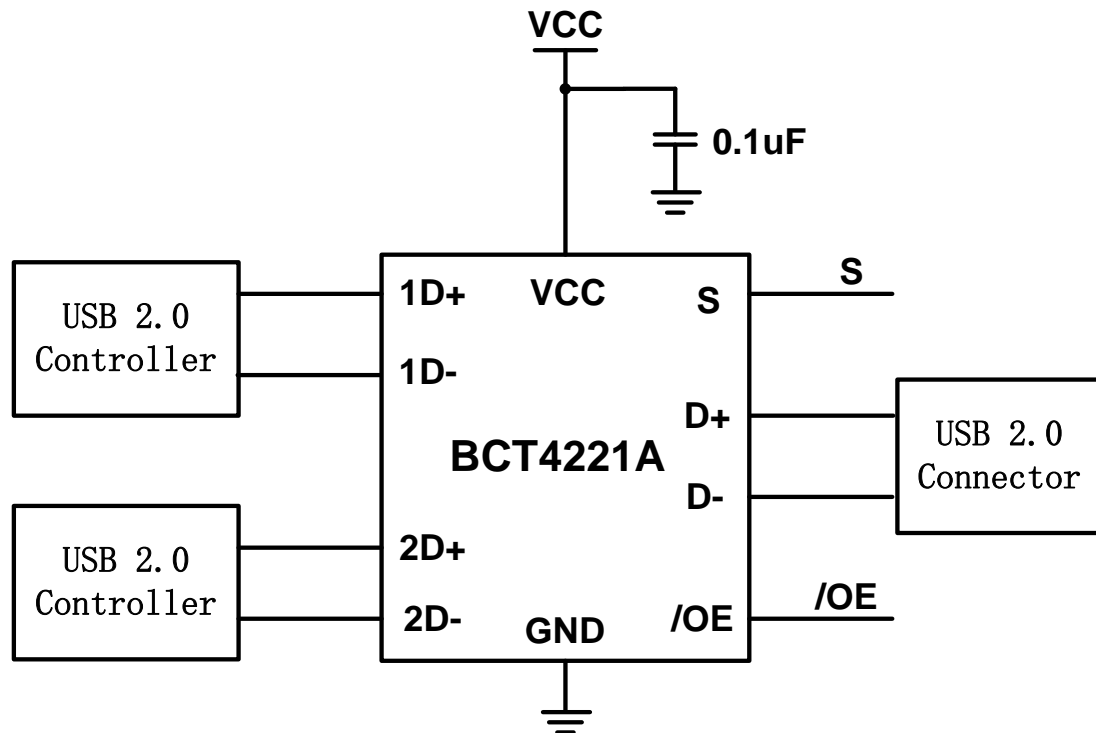 VCC
0.1uF
USB 2.0
Controller
1D+
1D-
VCC
S
S
BCT4221A
D+
D-
USB 2.0
Connector
USB 2.0
Controller
2D+
2D-
GND
/OE
/OE